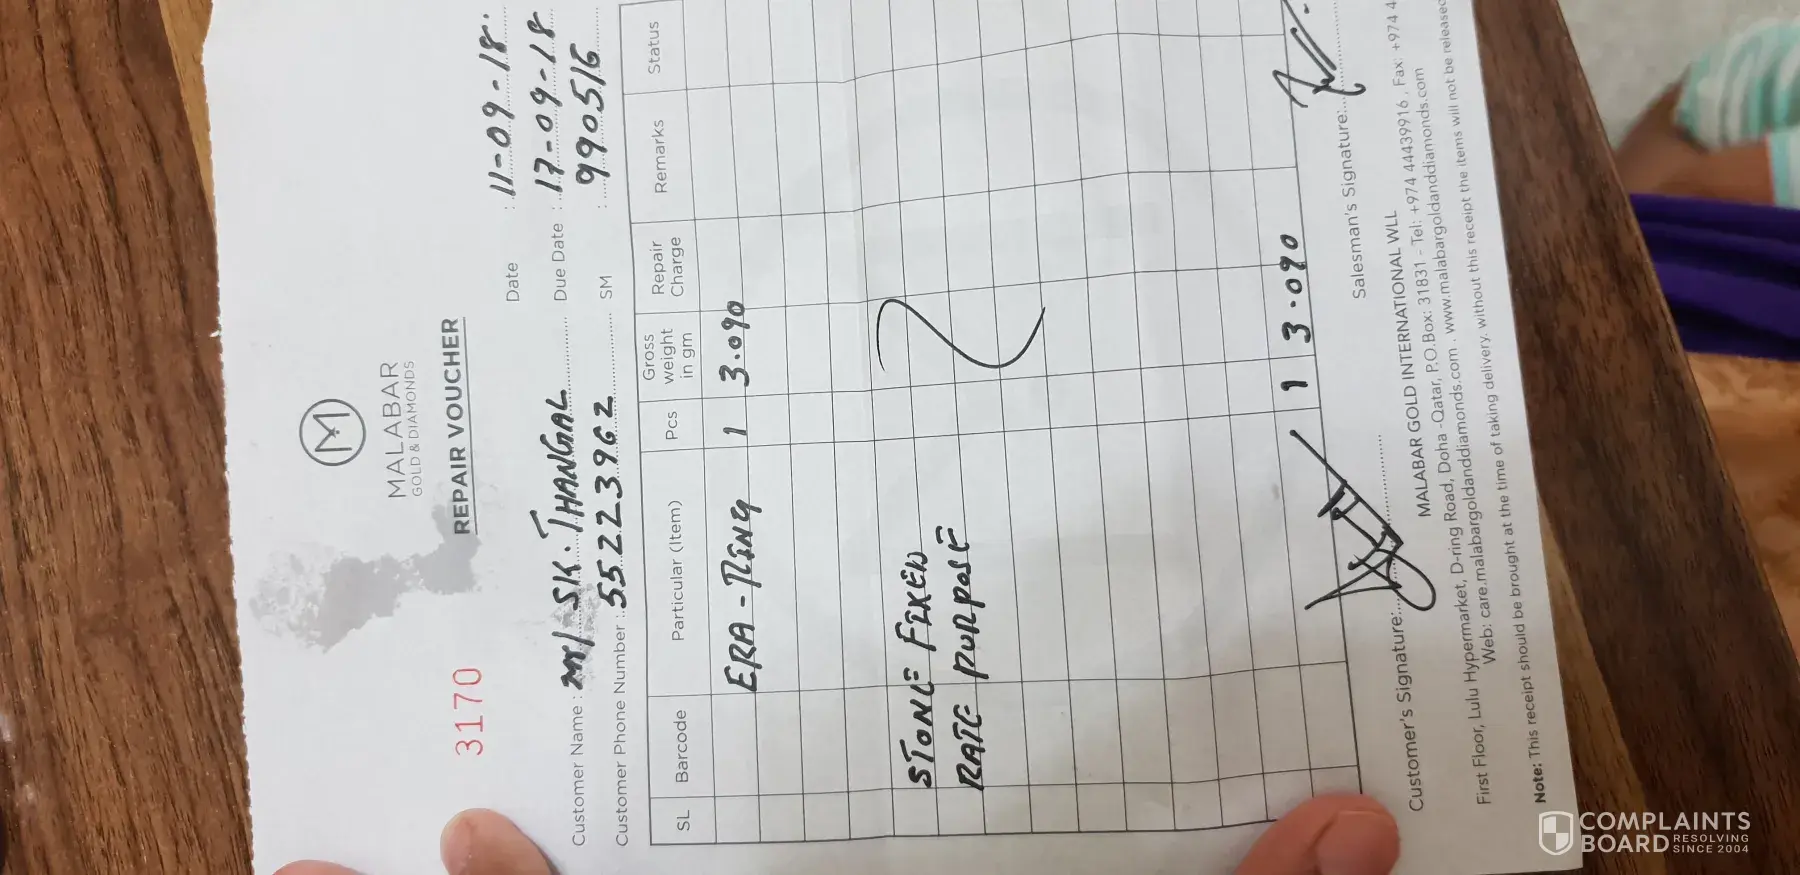 MALABAR
GOLD & DIAMONDS
REPAIR VOUCHER
3170
Date : 11-09-18.
Customer Name : Mr/ SK. THANGAL Due Date : 17-09-18
Customer Phone Number : 55223962 SM : 990516
SL Barcode Particular (Item) Pcs Gross weight in gm Repair Charge Remarks Status
ERA - RING 1 3.090
STONE FIXED
RATE PURPOSE
1 3.090
Customer's Signature: Salesman's Signature:
MALABAR GOLD INTERNATIONAL WLL
First Floor, Lulu Hypermarket, D-ring Road, Doha -Qatar, P.O.Box: 31831 - Tel: +974 44439916 , Fax: +974 4
Web: care.malabargoldanddiamonds.com . www.malabargoldanddiamonds.com
Note: This receipt should be brought at the time of taking delivery. without this receipt the items will not be released
COMPLAINTS
BOARD RESOLVING
SINCE 2004